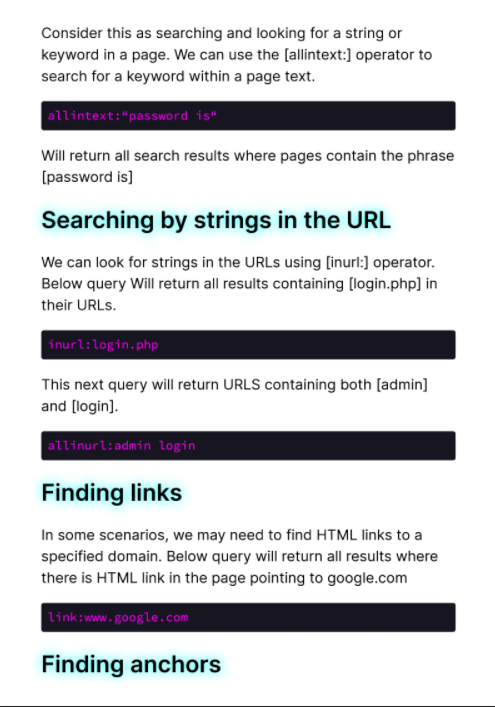 Consider this as searching and looking for a string or
keyword in a page. We can use the [allintext:] operator to
search for a keyword within a page text.
allintext:"password is"
Will return all search results where pages contain the phrase
[password is]
Searching by strings in the URL
We can look for strings in the URLs using [inurl:] operator.
Below query Will return all results containing [login.php] in
their URLs.
inurl:login.php
This next query will return URLS containing both [admin]
and [login].
allinurl:admin login
Finding links
In some scenarios, we may need to find HTML links to a
specified domain. Below query will return all results where
there is HTML link in the page pointing to google.com
link:www.google.com
Finding anchors